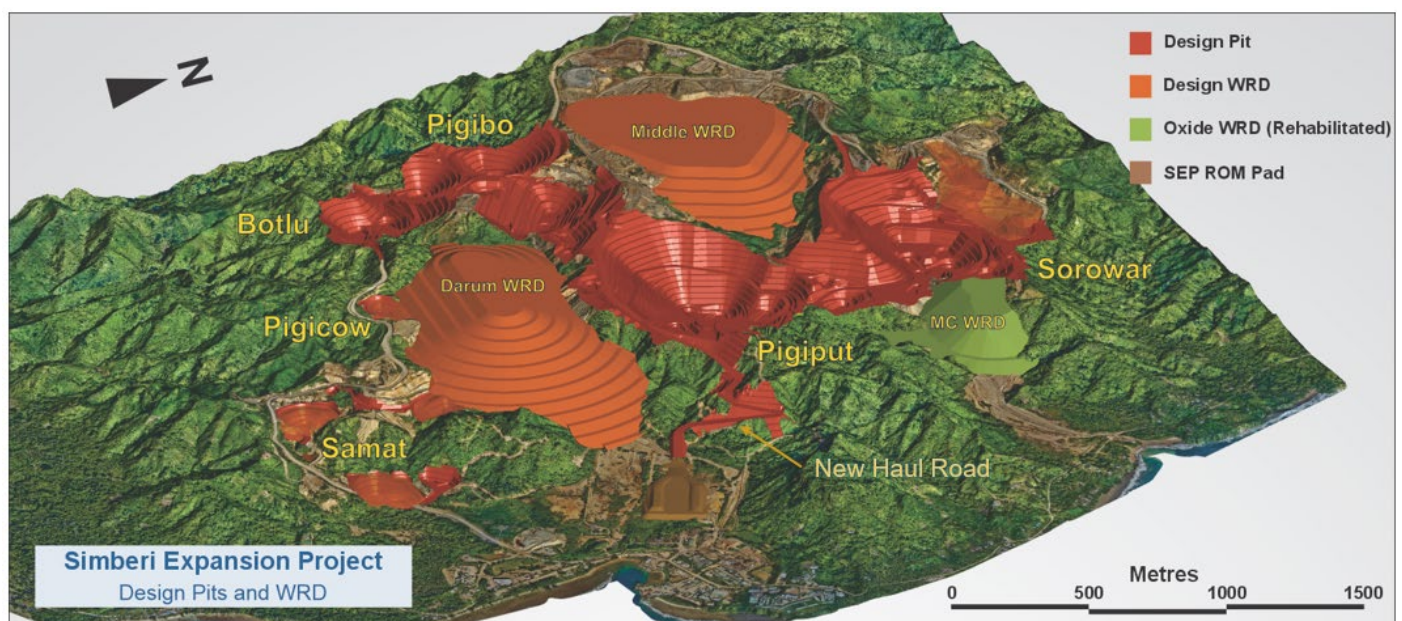 N
Design Pit
Design WRD
Oxide WRD (Rehabilitated)
SEP ROM Pad
Pigibo
Middle WRD
Botlu
Darum WRD
Sorowar
Pigicow
MC WRD
Pigiput
Samat
New Haul Road
Simberi Expansion Project
Design Pits and WRD
Metres
0 500 1000 1500